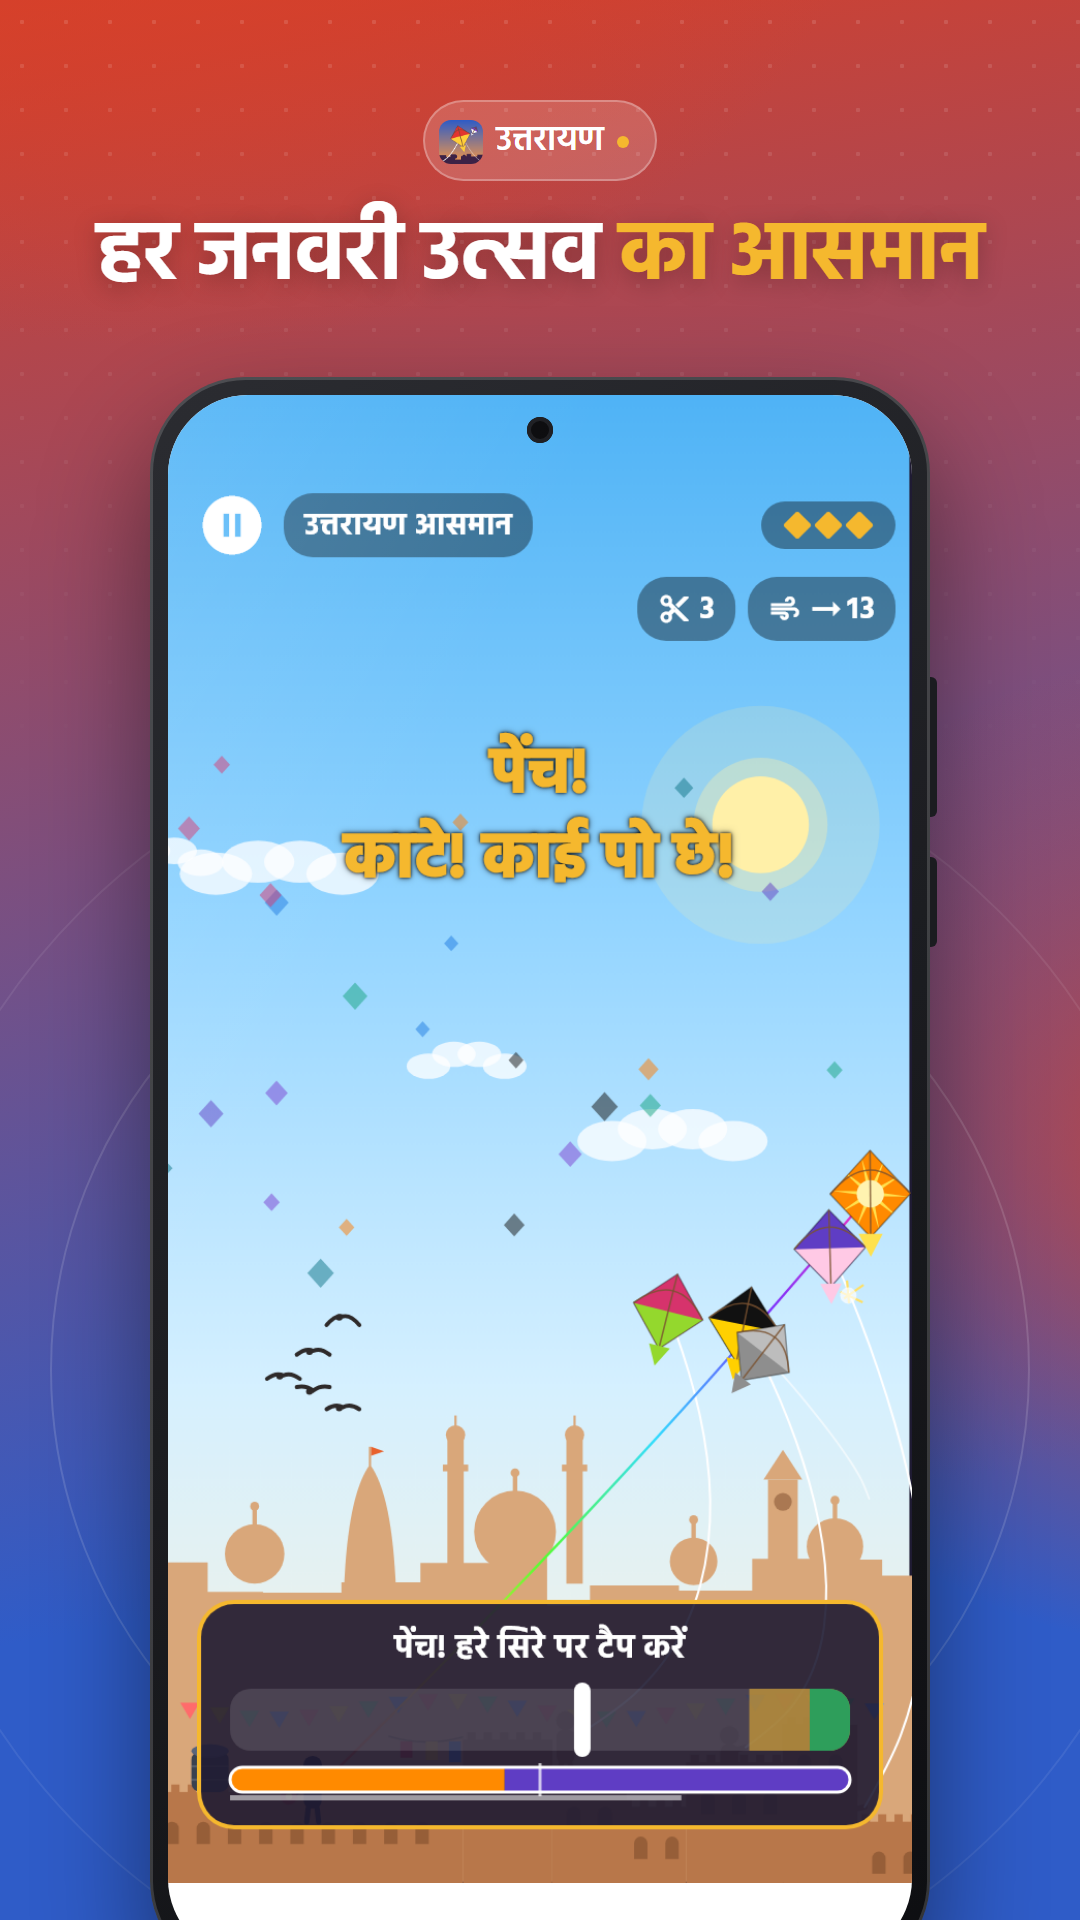 उत्तरायण
हर जनवरी उत्सव का आसमान
उत्तरायण आसमान
3
→13
पेंच!
काटे! काई पो छे!
पेंच! हरे सिरे पर टैप करें